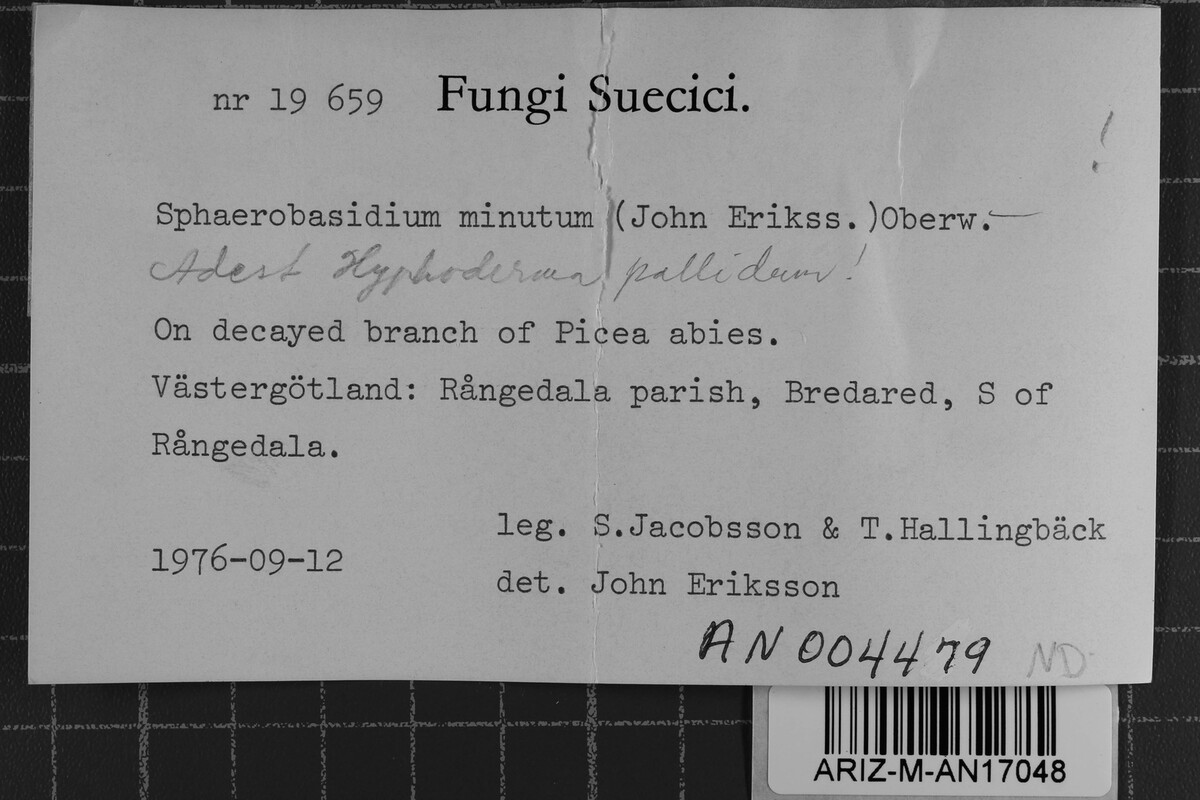 nr 19 659 Fungi Suecici.
!
Sphaerobasidium minutum (John Erikss.)Oberw.
Adest Hyphoderma pallidum!
On decayed branch of Picea abies.
Västergötland: Rångedala parish, Bredared, S of
Rångedala.
leg. S.Jacobsson & T.Hallingbäck
1976-09-12
det. John Eriksson
AN004479 ND
ARIZ-M-AN17048